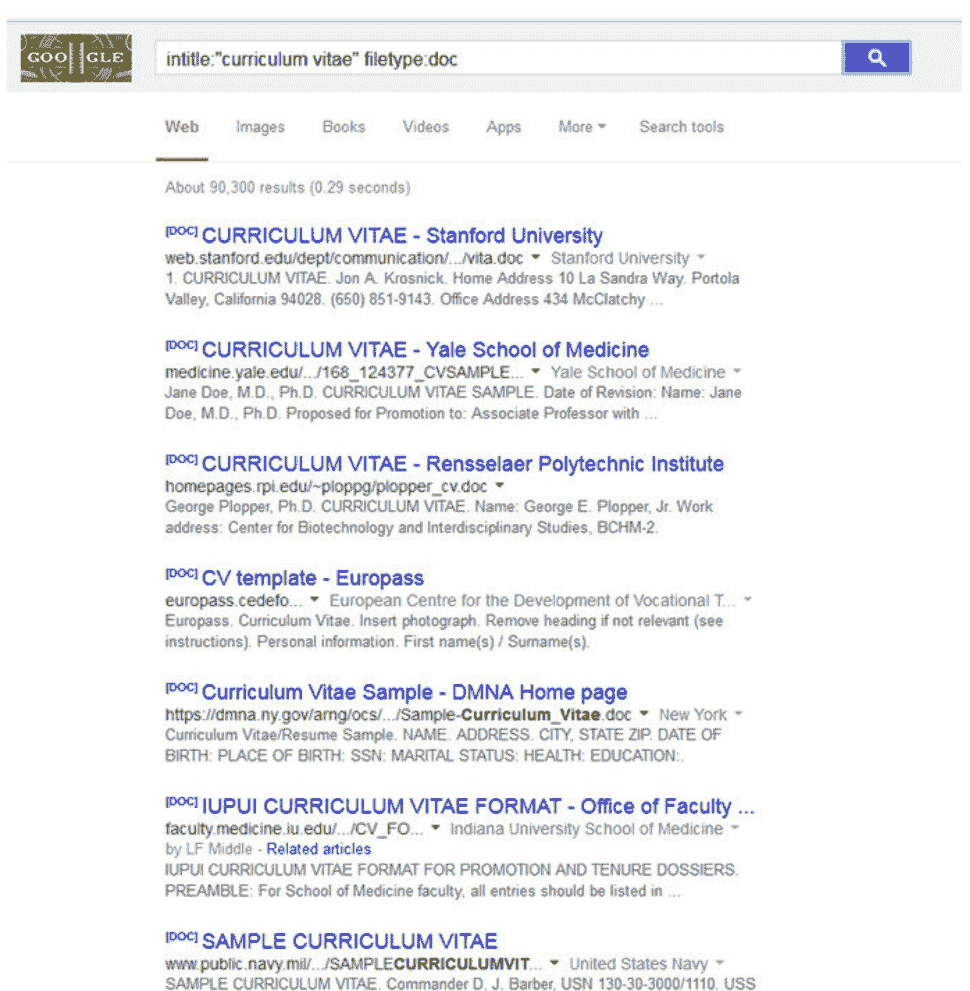 GOO GLE
intitle:"curriculum vitae" filetype:doc
Web Images Books Videos Apps More Search tools
About 90,300 results (0.29 seconds)
[DOC] CURRICULUM VITAE - Stanford University
web.stanford.edu/dept/communication/.../vita.doc Stanford University
1. CURRICULUM VITAE. Jon A. Krosnick. Home Address 10 La Sandra Way. Portola
Valley, California 94028. (650) 851-9143. Office Address 434 McClatchy ...
[DOC] CURRICULUM VITAE - Yale School of Medicine
medicine.yale.edu/.../168_124377_CVSAMPLE... Yale School of Medicine
Jane Doe, M.D., Ph.D. CURRICULUM VITAE SAMPLE. Date of Revision: Name: Jane
Doe, M.D., Ph.D. Proposed for Promotion to: Associate Professor with ...
[DOC] CURRICULUM VITAE - Rensselaer Polytechnic Institute
homepages.rpi.edu/~ploppg/plopper_cv.doc
George Plopper, Ph.D. CURRICULUM VITAE. Name: George E. Plopper, Jr. Work
address: Center for Biotechnology and Interdisciplinary Studies, BCHM-2.
[DOC] CV template - Europass
europass.cedefo... European Centre for the Development of Vocational T...
Europass. Curriculum Vitae. Insert photograph. Remove heading if not relevant (see
instructions). Personal information. First name(s) / Surname(s).
[DOC] Curriculum Vitae Sample - DMNA Home page
https://dmna.ny.gov/arng/ocs/.../Sample-Curriculum_Vitae.doc New York
Curriculum Vitae/Resume Sample. NAME. ADDRESS. CITY, STATE ZIP. DATE OF
BIRTH: PLACE OF BIRTH: SSN: MARITAL STATUS: HEALTH: EDUCATION:.
[DOC] IUPUI CURRICULUM VITAE FORMAT - Office of Faculty ...
faculty.medicine.iu.edu/.../CV_FO... Indiana University School of Medicine
by LF Middle - Related articles
IUPUI CURRICULUM VITAE FORMAT FOR PROMOTION AND TENURE DOSSIERS.
PREAMBLE: For School of Medicine faculty, all entries should be listed in ...
[DOC] SAMPLE CURRICULUM VITAE
www.public.navy.mil/.../SAMPLECURRICULUMVIT... United States Navy
SAMPLE CURRICULUM VITAE. Commander D. J. Barber, USN 130-30-3000/1110. USS